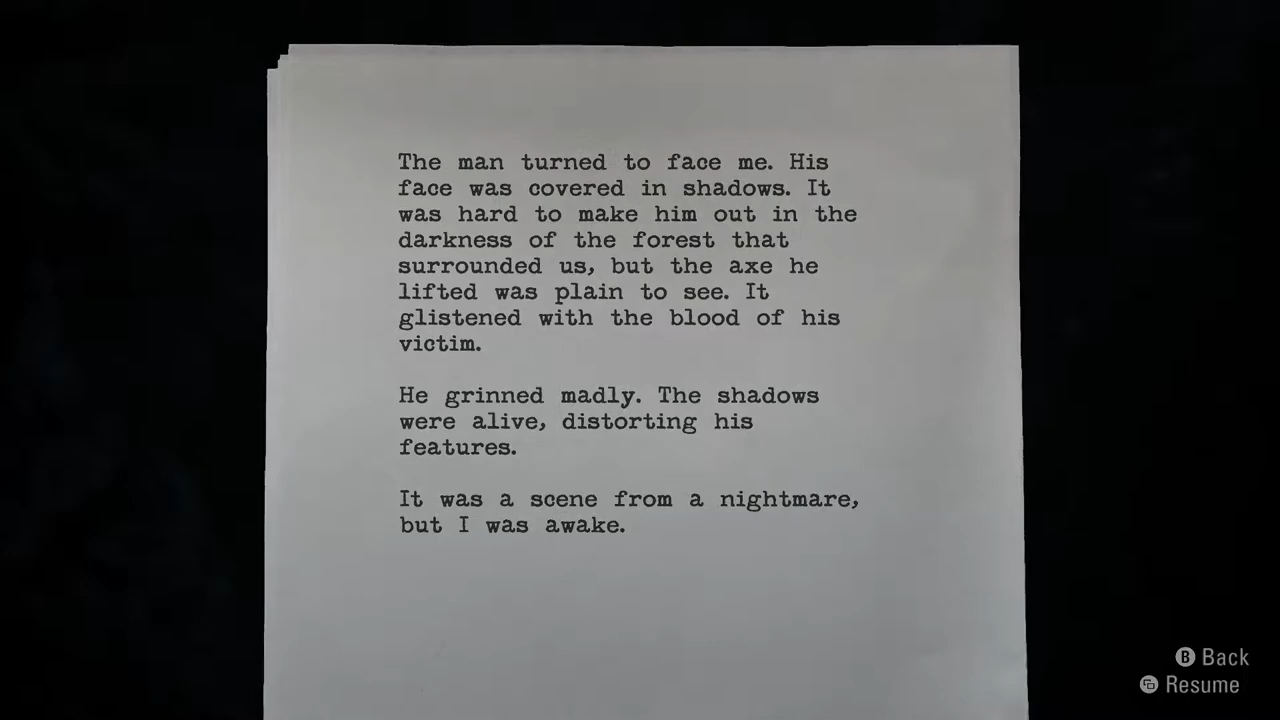 The man turned to face me. His
face was covered in shadows. It
was hard to make him out in the
darkness of the forest that
surrounded us, but the axe he
lifted was plain to see. It
glistened with the blood of his
victim.
He grinned madly. The shadows
were alive, distorting his
features.
It was a scene from a nightmare,
but I was awake.
B Back
Resume